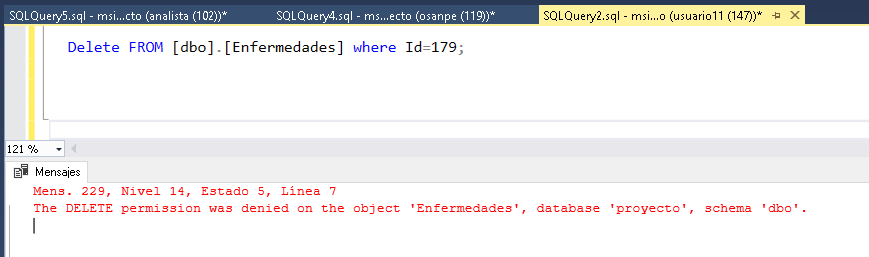 SQLQuery5.sql - msi...cto (analista (102))* SQLQuery4.sql - msi...ecto (osanpe (119))* SQLQuery2.sql - msi...o (usuario11 (147))*
Delete FROM [dbo].[Enfermedades] where Id=179;
121 %
Mensajes
Mens. 229, Nivel 14, Estado 5, Línea 7
The DELETE permission was denied on the object 'Enfermedades', database 'proyecto', schema 'dbo'.